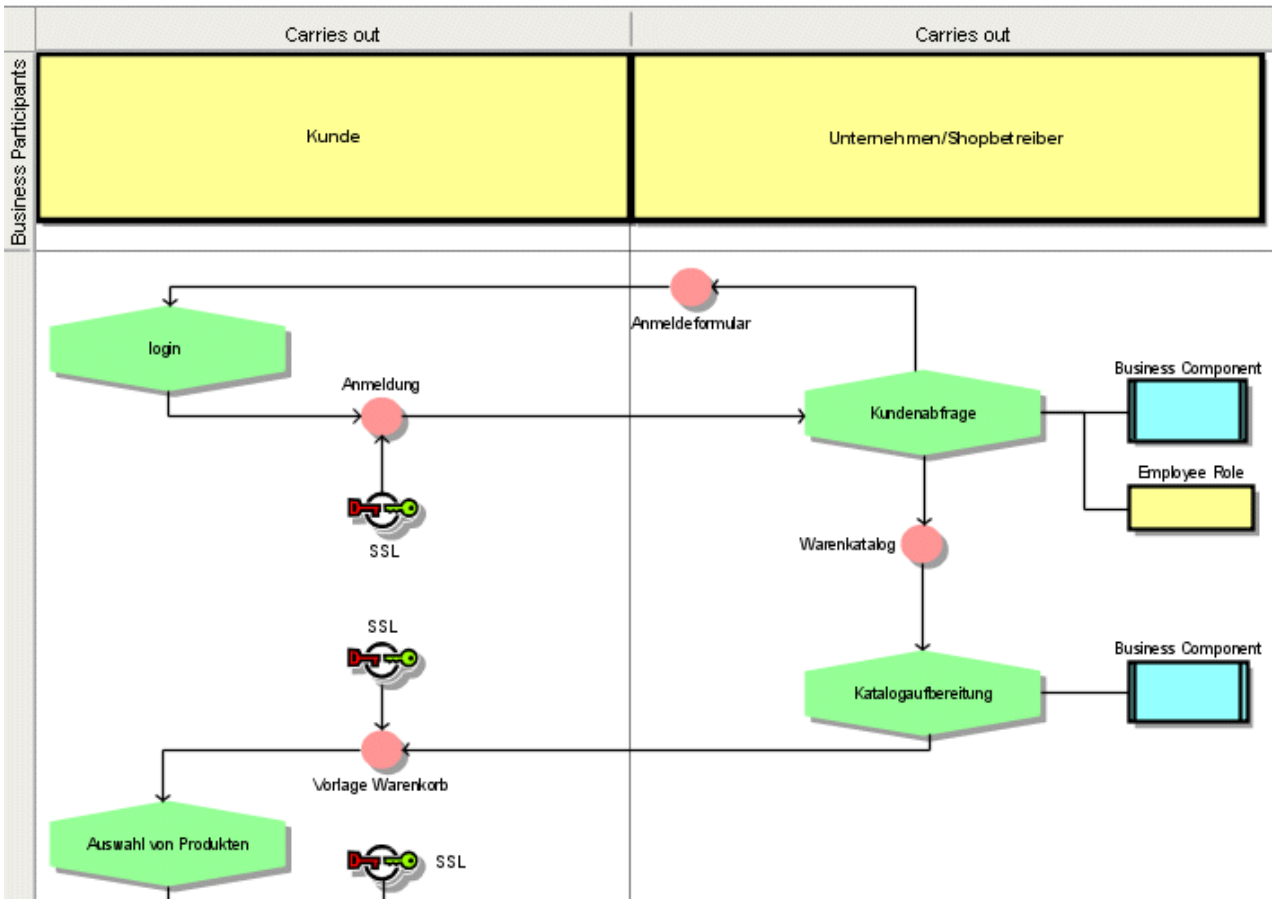 Carries out
Carries out
Business Participants
Kunde
Unternehmen/Shopbetreiber
Anmeldeformular
login
Anmeldung
Kundenabfrage
Business Component
Employee Role
SSL
Warenkatalog
SSL
Katalogaufbereitung
Business Component
Vorlage Warenkorb
Auswahl von Produkten
SSL